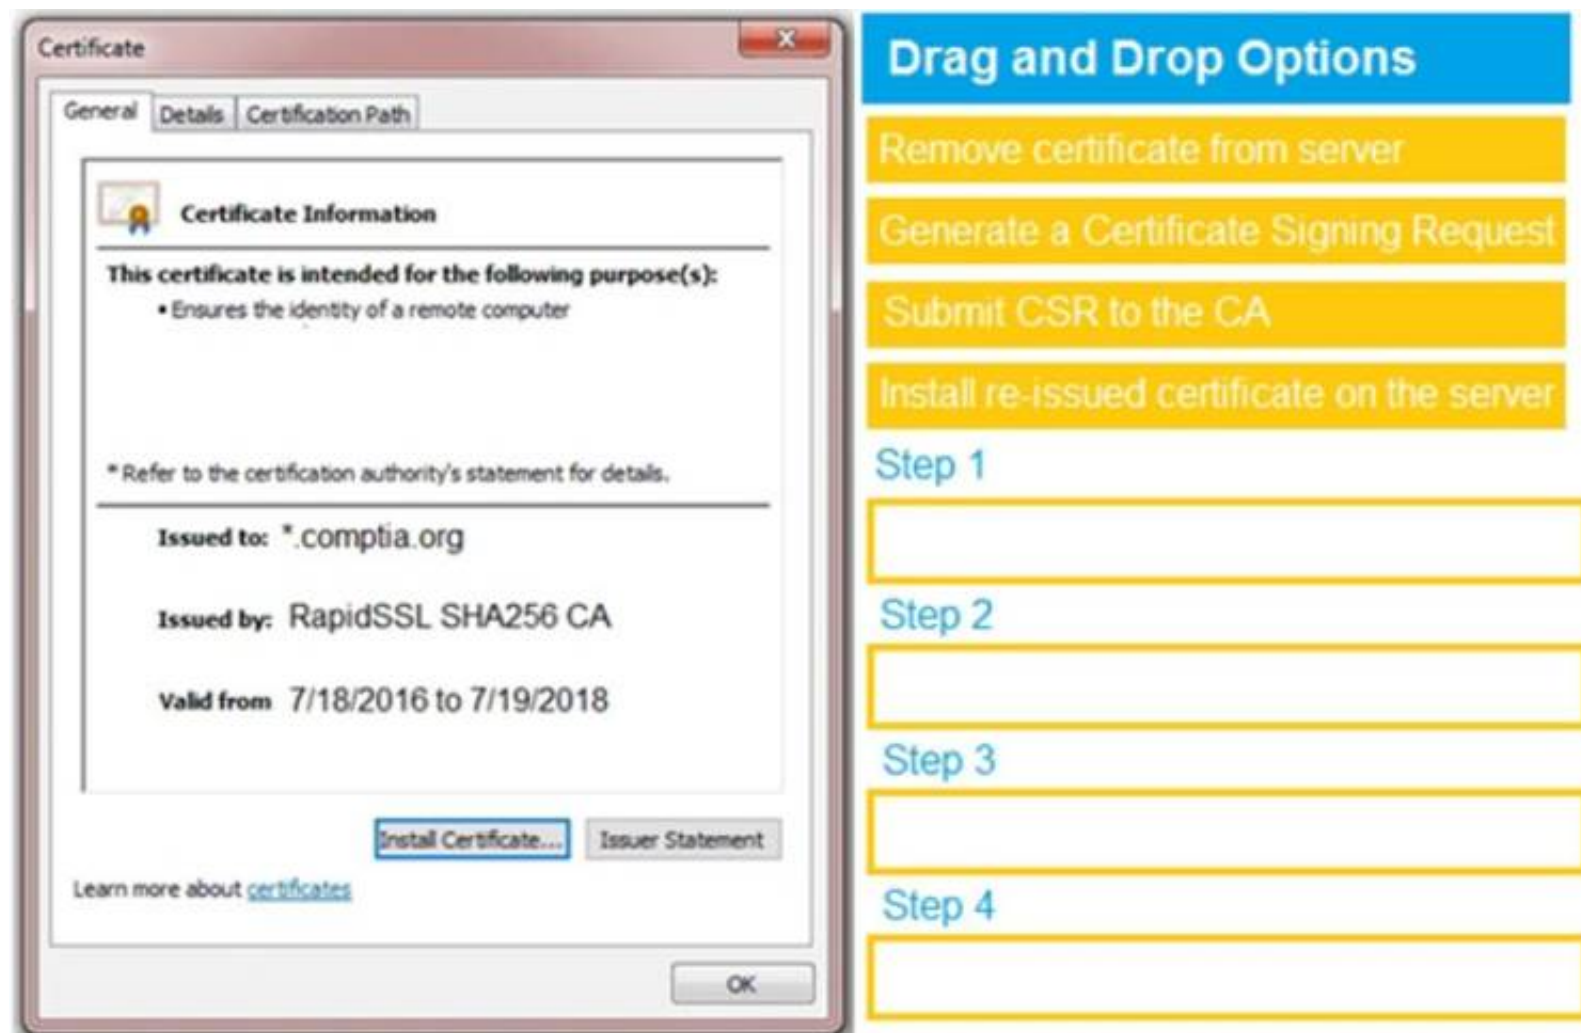 Certificate
General Details Certification Path
Certificate Information
This certificate is intended for the following purpose(s):
• Ensures the identity of a remote computer
* Refer to the certification authority's statement for details.
Issued to: *.comptia.org
Issued by: RapidSSL SHA256 CA
Valid from 7/18/2016 to 7/19/2018
Install Certificate... Issuer Statement
Learn more about certificates
OK
Drag and Drop Options
Remove certificate from server
Generate a Certificate Signing Request
Submit CSR to the CA
Install re-issued certificate on the server
Step 1
Step 2
Step 3
Step 4